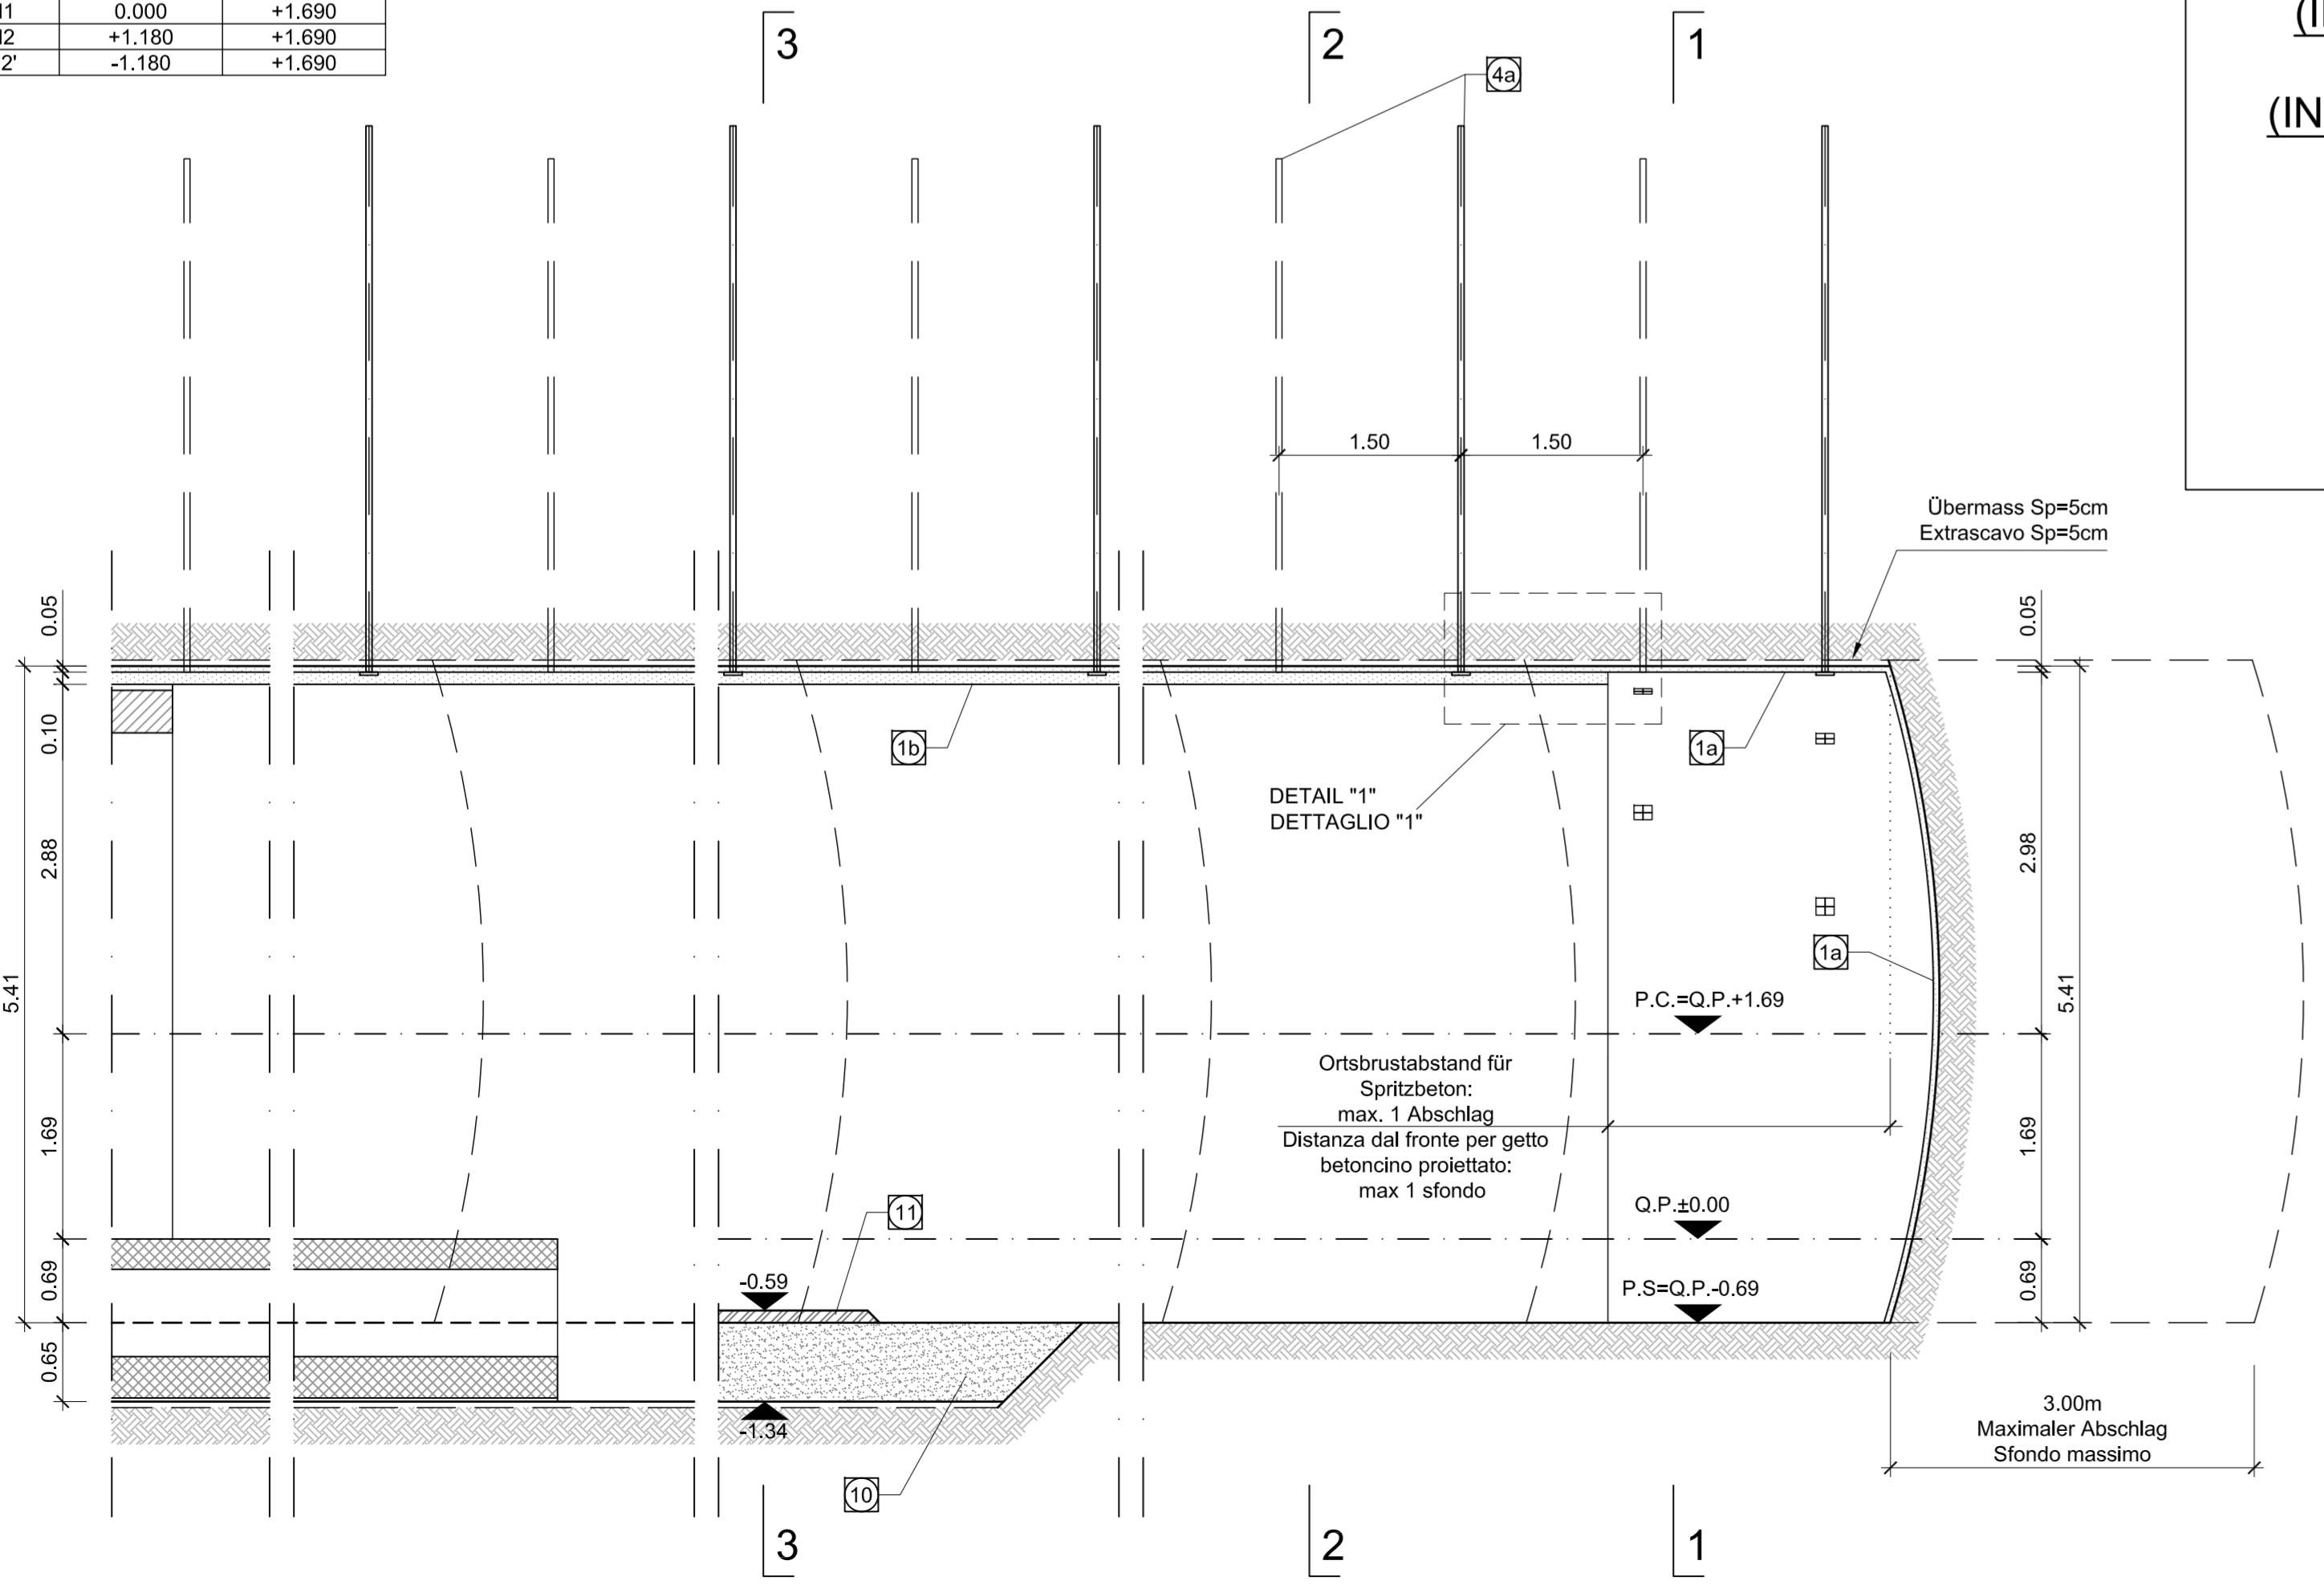 0.000 +1.690
+1.180 +1.690
2' -1.180 +1.690
3
2
1
4a
1.50
1.50
Übermass Sp=5cm
Extrascavo Sp=5cm
0.05
0.10
2.88
1.69
0.69
0.65
5.41
1b
1a
DETAIL "1"
DETTAGLIO "1"
1a
P.C.=Q.P.+1.69
Ortsbrustabstand für
Spritzbeton:
max. 1 Abschlag
Distanza dal fronte per getto
betoncino proiettato:
max 1 sfondo
Q.P.±0.00
P.S=Q.P.-0.69
11
-0.59
-1.34
10
0.05
2.98
1.69
0.69
5.41
3.00m
Maximaler Abschlag
Sfondo massimo
3
2
1
(IN